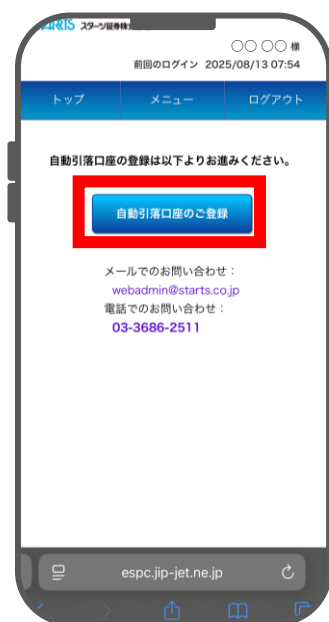 スターツ証券株
○○ ○○ 様
前回のログイン 2025/08/13 07:54
トップ メニュー ログアウト
自動引落口座の登録は以下よりお進みください。
自動引落口座のご登録
メールでのお問い合わせ：
webadmin@starts.co.jp
電話でのお問い合わせ：
03-3686-2511
espc.jip-jet.ne.jp